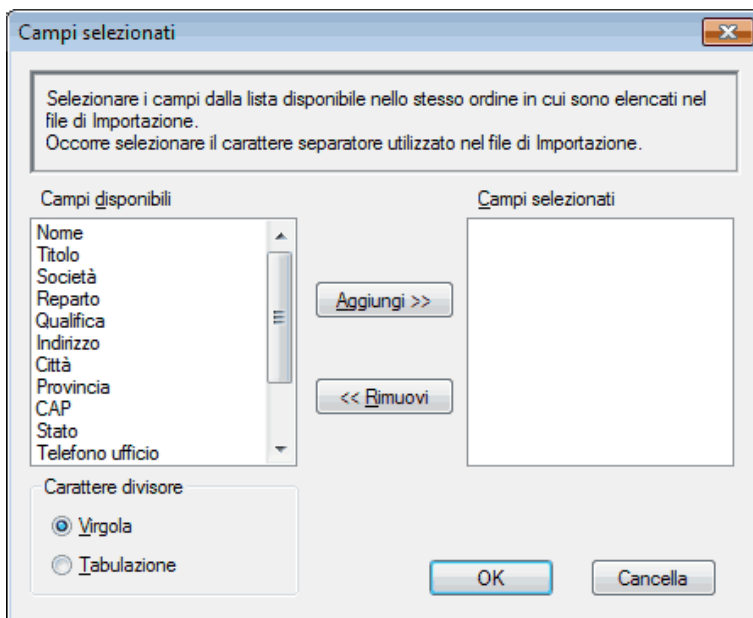 Campi selezionati
Selezionare i campi dalla lista disponibile nello stesso ordine in cui sono elencati nel
file di Importazione.
Occorre selezionare il carattere separatore utilizzato nel file di Importazione.
Campi disponibili
Nome
Titolo
Società
Reparto
Qualifica
Indirizzo
Città
Provincia
CAP
Stato
Telefono ufficio
Aggiungi >>
<< Rimuovi
Campi selezionati
Carattere divisore
Virgola
Tabulazione
OK
Cancella